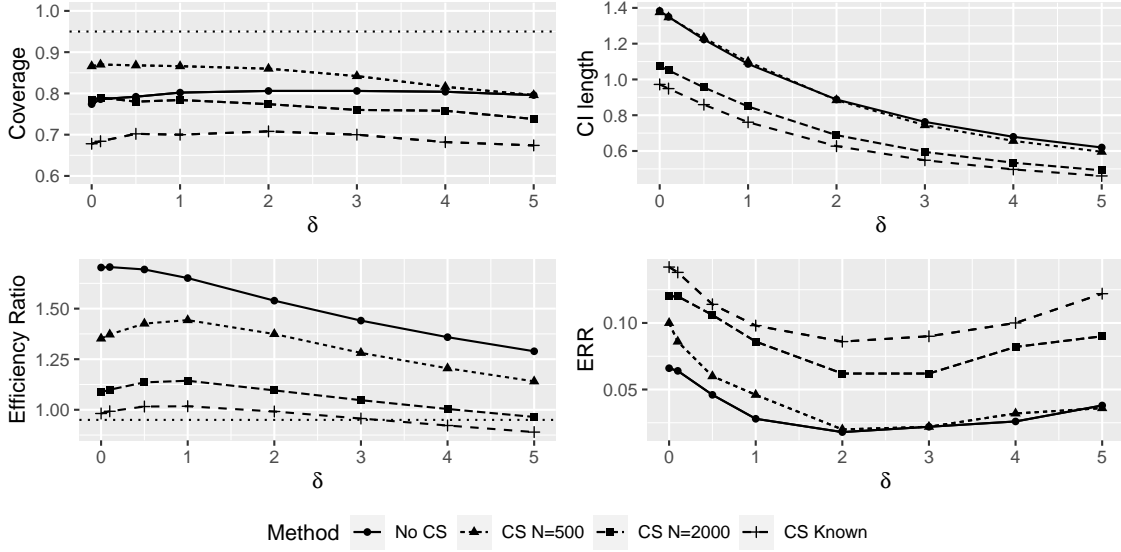 Coverage
1.0
0.9
0.8
0.7
0.6
0 1 2 3 4 5
δ
CI length
1.4
1.2
1.0
0.8
0.6
0 1 2 3 4 5
δ
Efficiency Ratio
1.50
1.25
1.00
0 1 2 3 4 5
δ
ERR
0.10
0.05
0 1 2 3 4 5
δ
Method No CS CS N=500 CS N=2000 CS Known